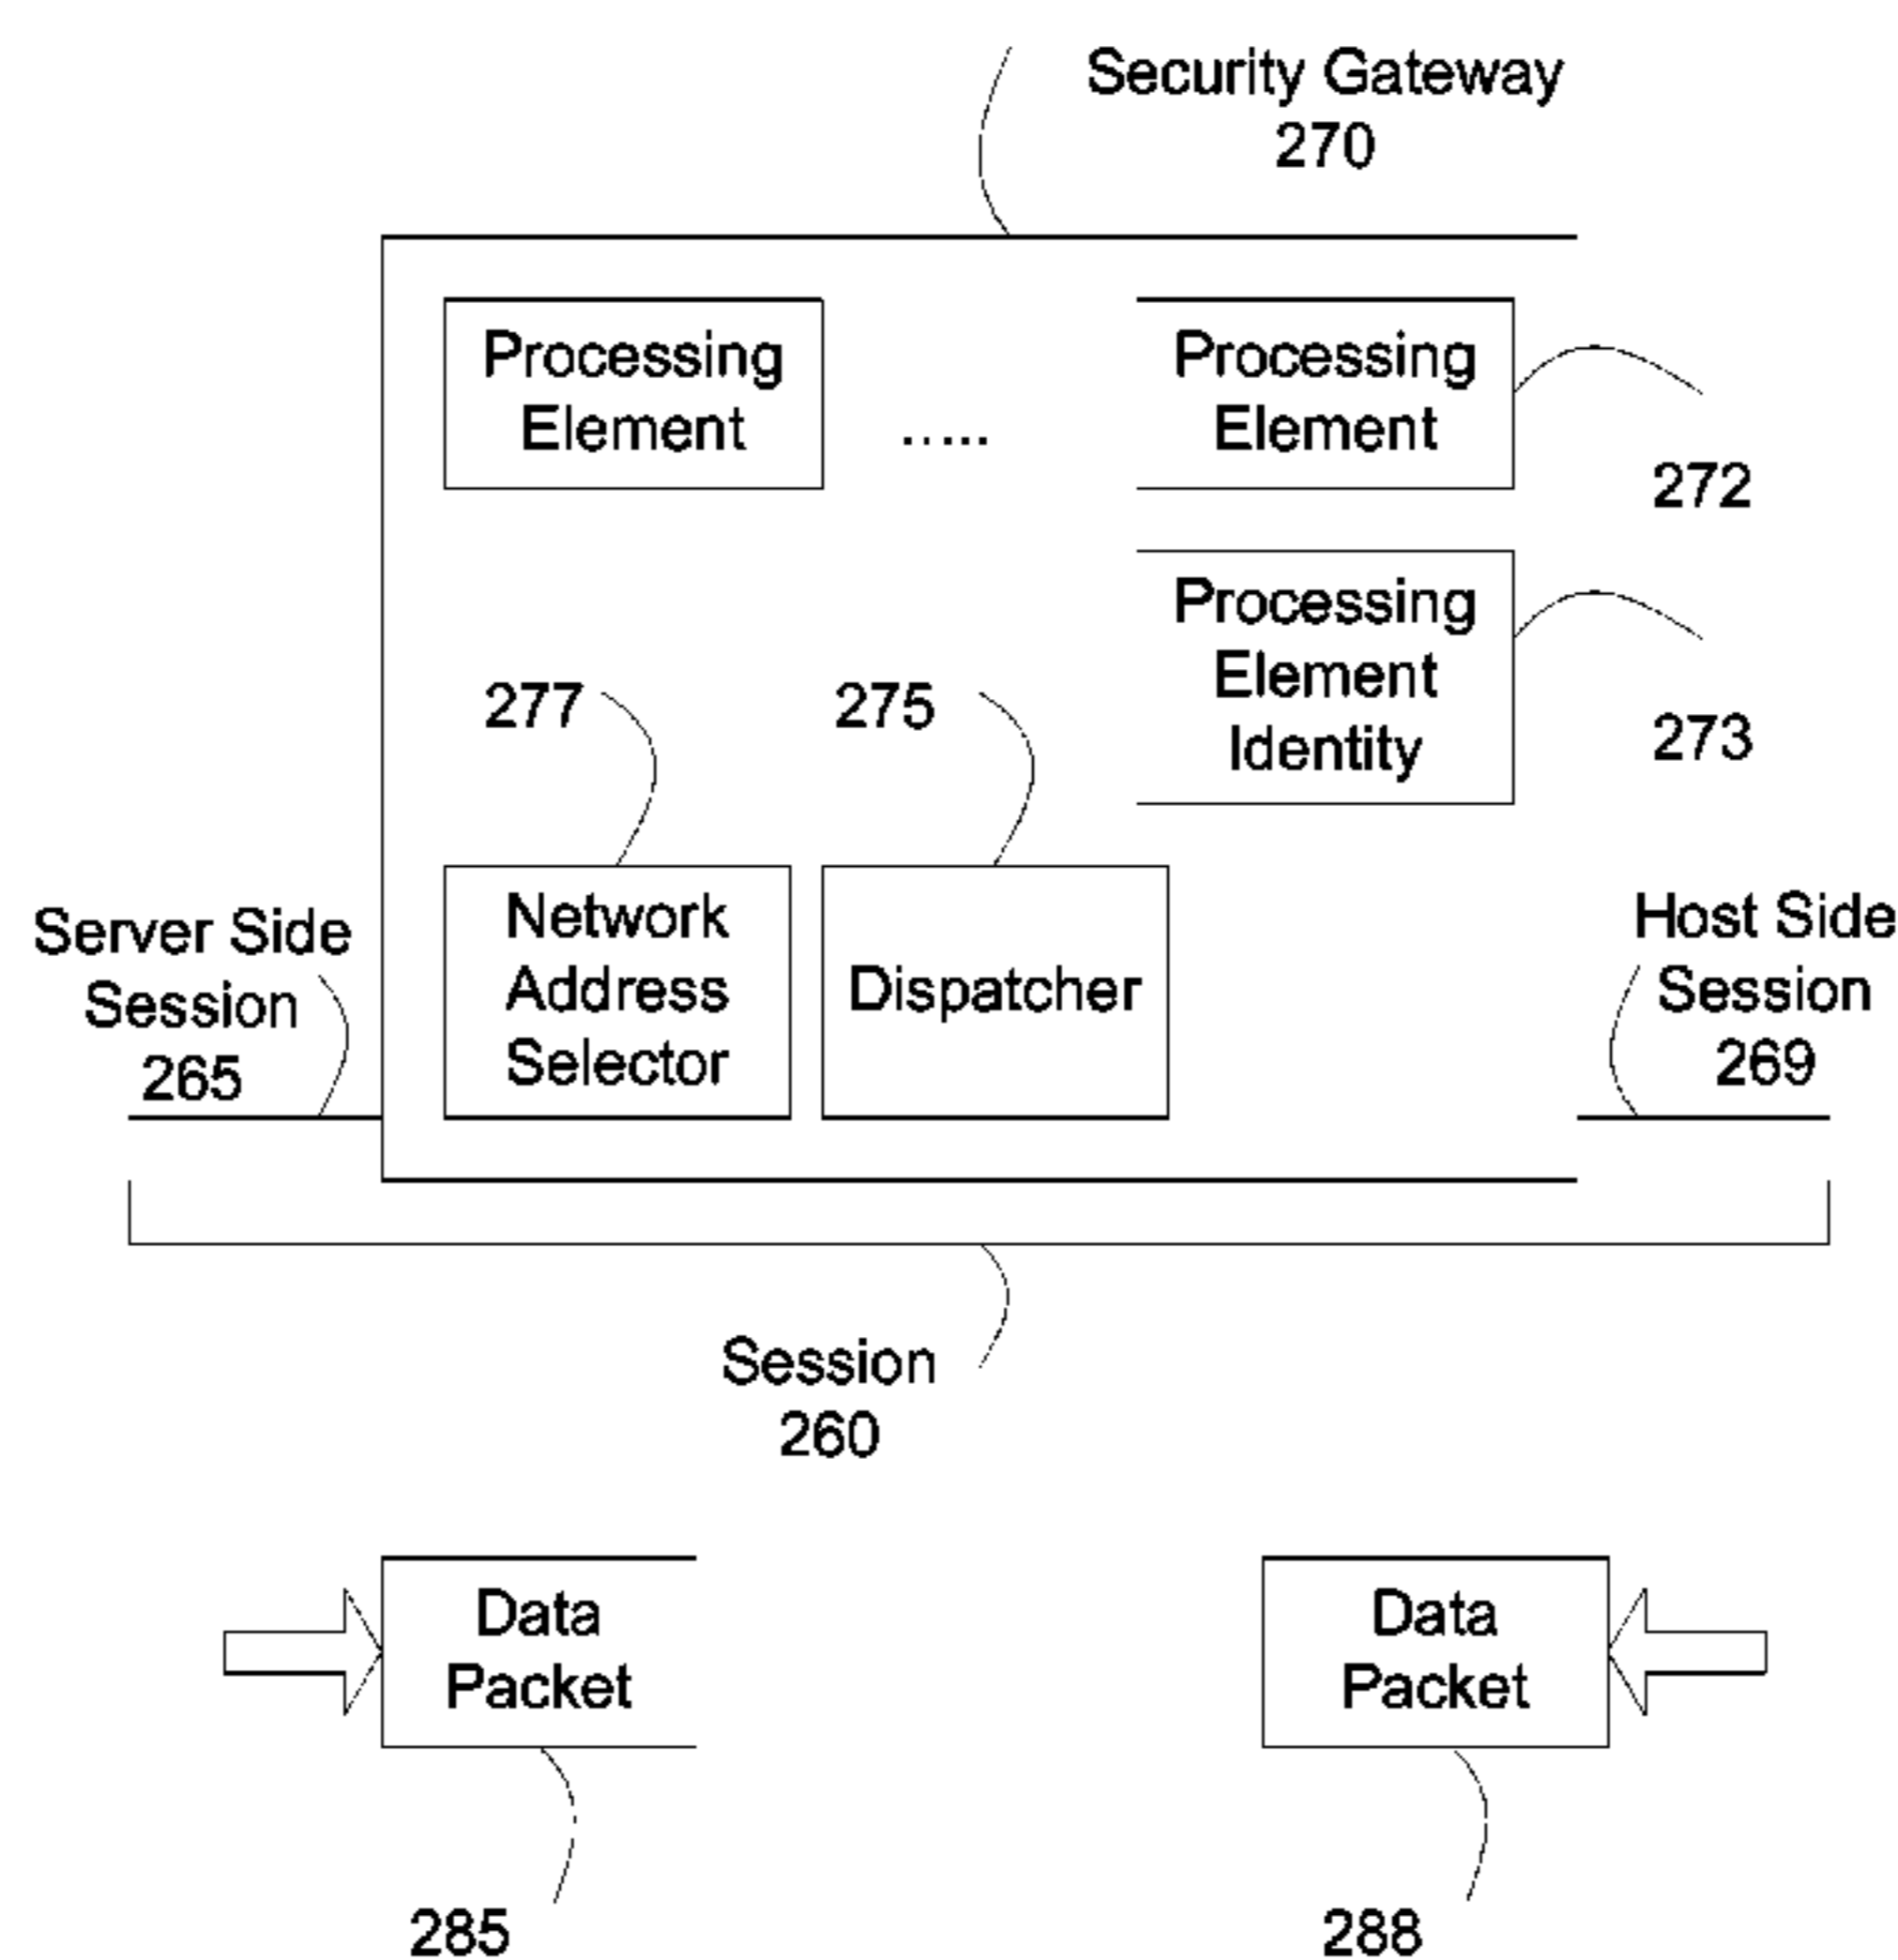 Security Gateway
270
Processing
Element
.....
Processing
Element
272
Processing
Element
Identity
273
277
275
Network
Address
Selector
Dispatcher
Server Side
Session
265
Host Side
Session
269
Session
260
Data
Packet
285
Data
Packet
288